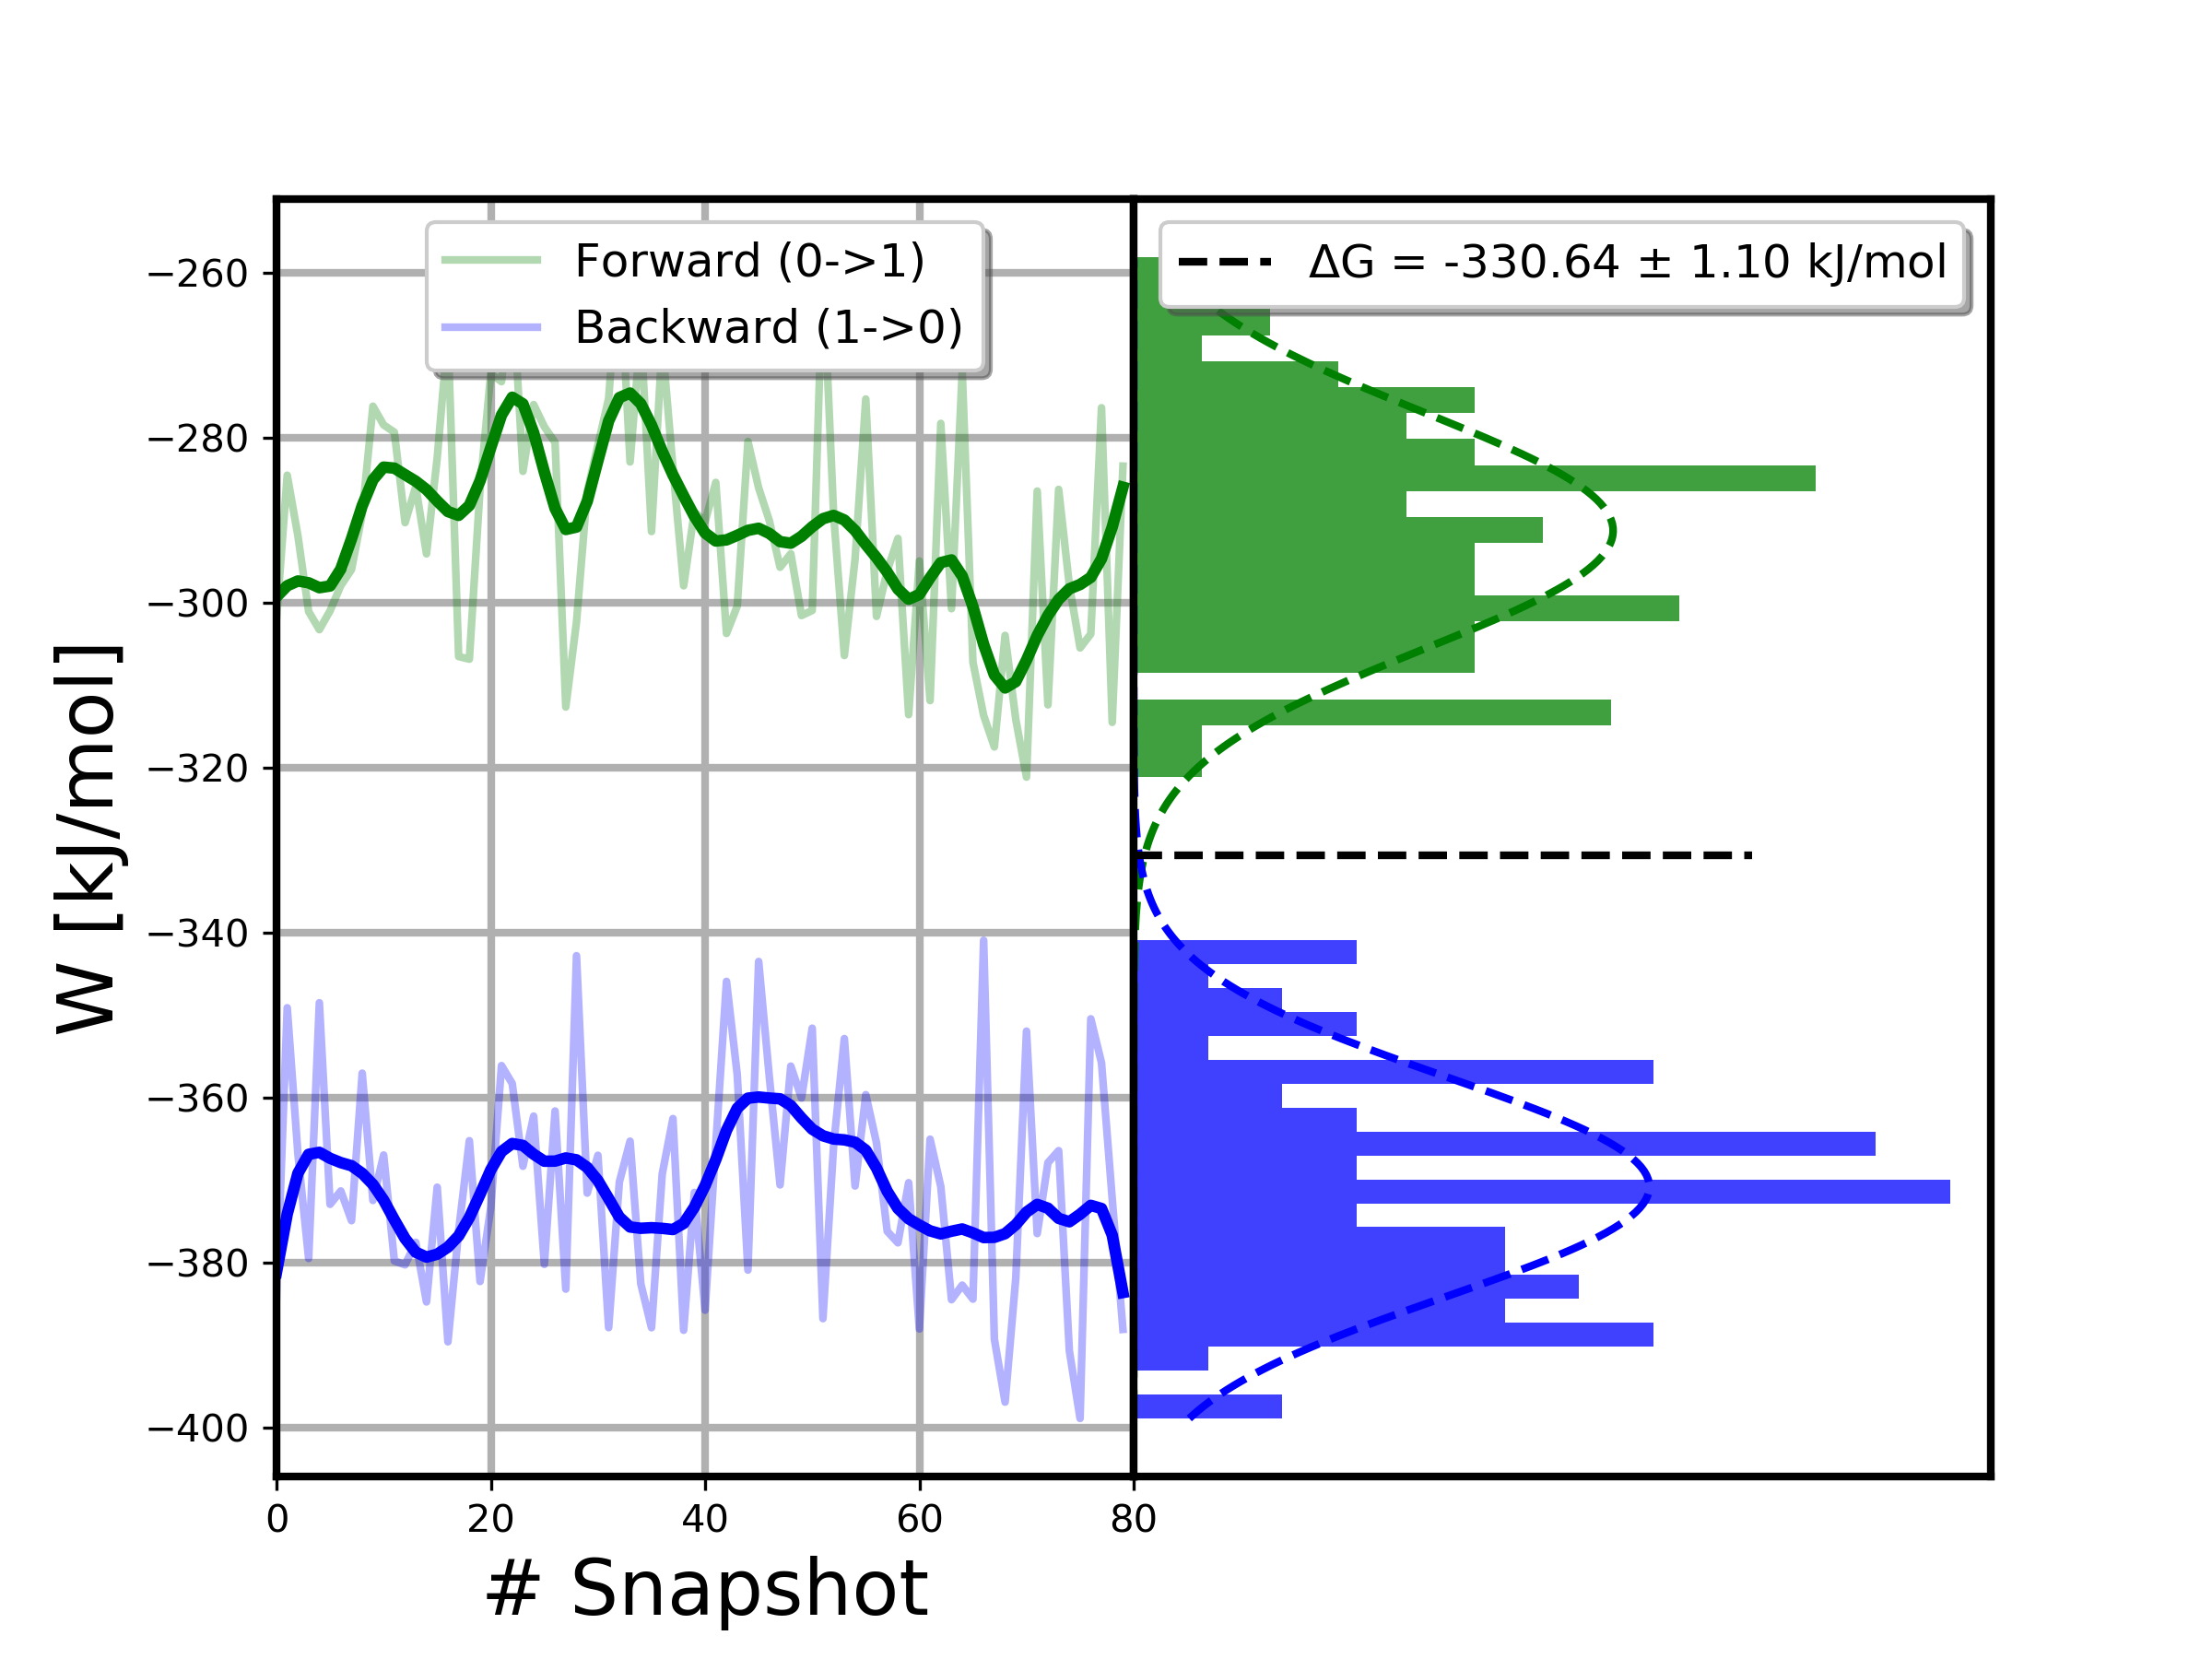 Forward (0->1)
Backward (1->0)
ΔG = -330.64 ± 1.10 kJ/mol
W [kJ/mol]
−260
−280
−300
−320
−340
−360
−380
−400
0 20 40 60 80
# Snapshot